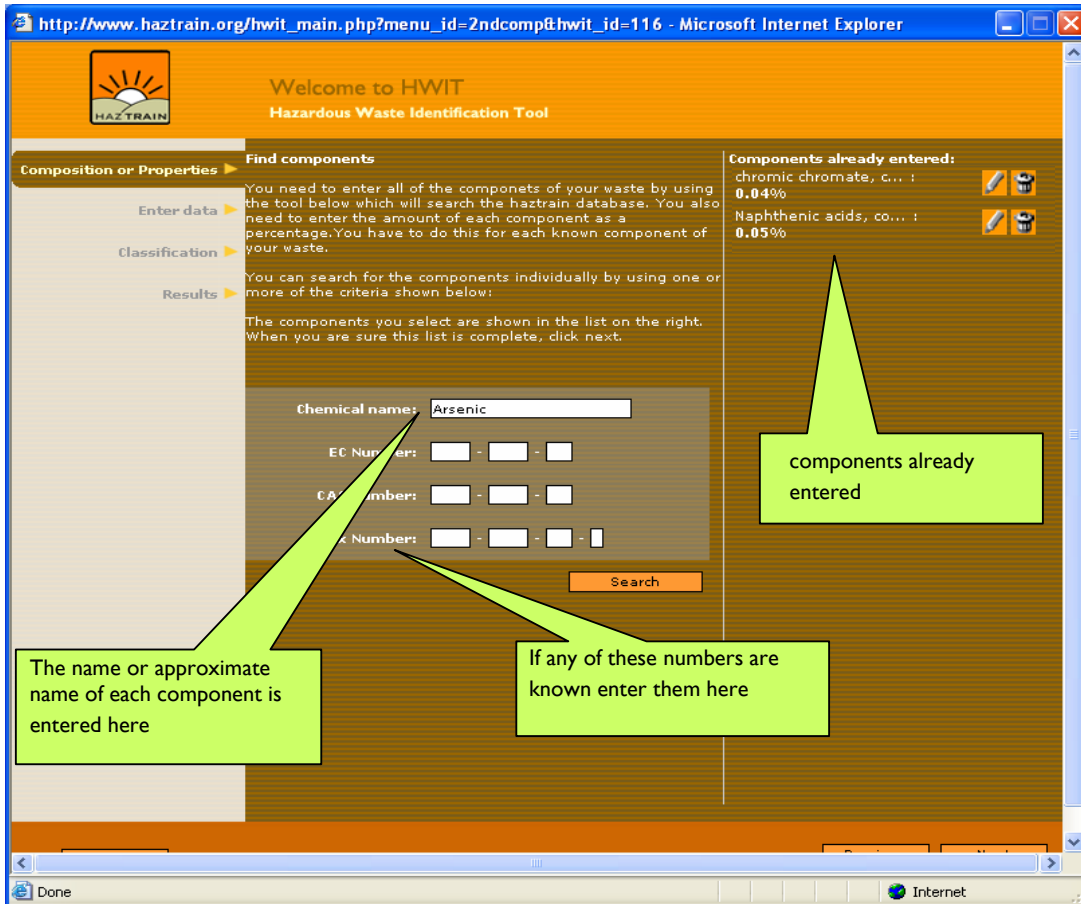 http://www.haztrain.org/hwit_main.php?menu_id=2ndcomp&hwit_id=116 - Microsoft Internet Explorer
HAZTRAIN
Welcome to HWIT
Hazardous Waste Identification Tool
Composition or Properties
Enter data
Classification
Results
Find components
You need to enter all of the componets of your waste by using
the tool below which will search the haztrain database. You also
need to enter the amount of each component as a
percentage.You have to do this for each known component of
your waste.
You can search for the components individually by using one or
more of the criteria shown below:
The components you select are shown in the list on the right.
When you are sure this list is complete, click next.
Chemical name: Arsenic
EC Number: - -
Number: - -
Number: - - -
Search
Components already entered:
chromic chromate, c... :
0.04%
Naphthenic acids, co... :
0.05%
components already
entered
The name or approximate
name of each component is
entered here
If any of these numbers are
known enter them here
Done
Internet